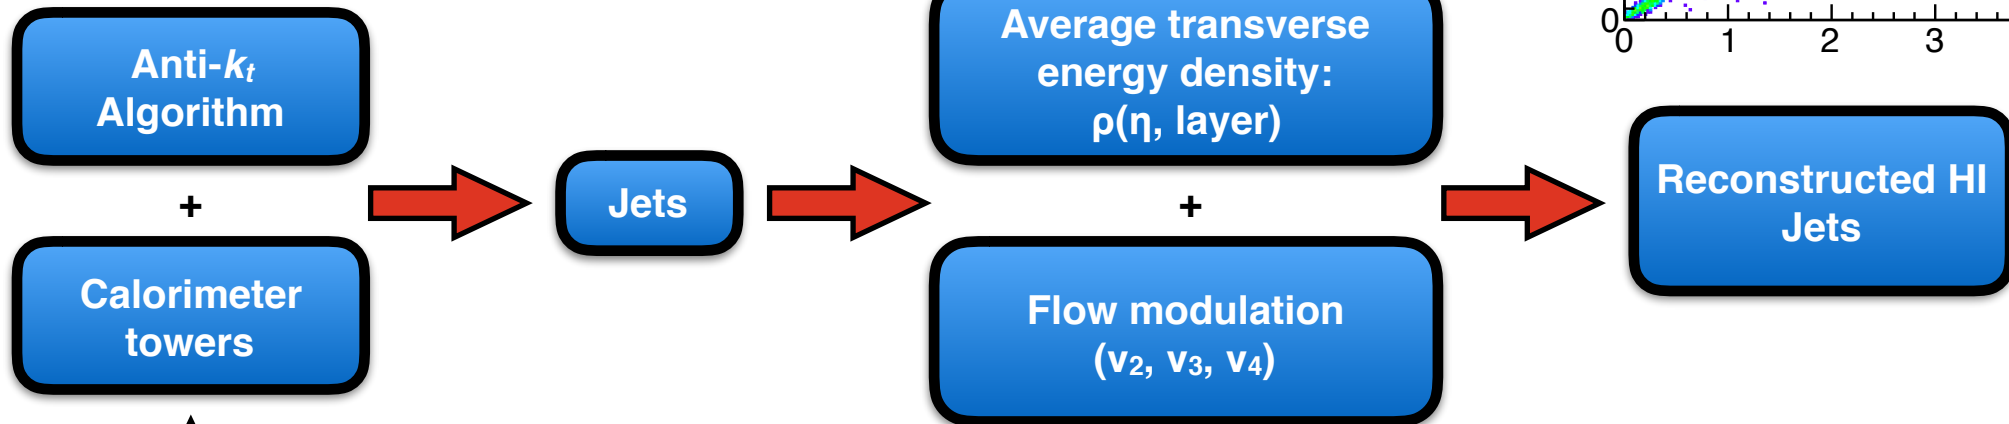 Anti-kt
Algorithm
+
Calorimeter
towers
Jets
Average transverse
energy density:
ρ(η, layer)
+
Flow modulation
(v2, v3, v4)
0
0 1 2 3
Reconstructed HI
Jets